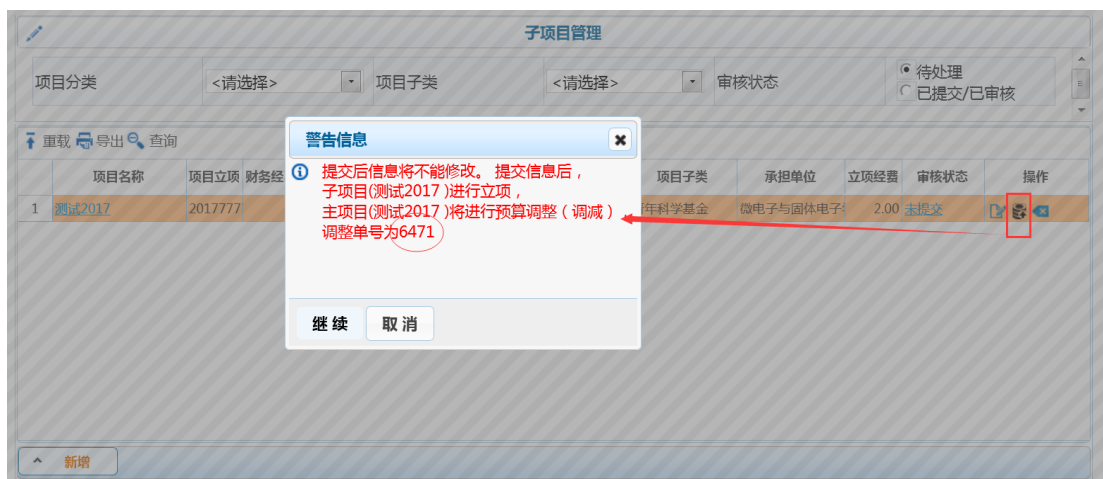 子项目管理
项目分类 <请选择> 项目子类 <请选择> 审核状态 待处理
已提交/已审核
重载 导出 查询
警告信息
提交后信息将不能修改。 提交信息后，
子项目(测试2017 )进行立项，
主项目(测试2017 )将进行预算调整（调减）
调整单号为6471
继续 取消
项目名称 项目立项 财务经 项目子类 承担单位 立项经费 审核状态 操作
1 测试2017 2017777 年科学基金 微电子与固体电子 2.00 未提交
新增